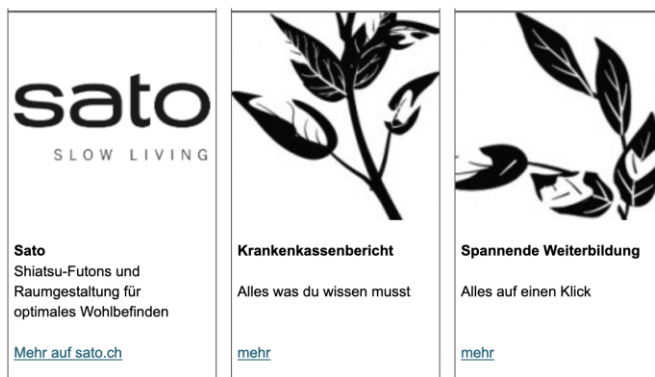 sato
SLOW LIVING
Sato
Shiatsu-Futons und
Raumgestaltung für
optimales Wohlbefinden
Mehr auf sato.ch
Krankenkassenbericht
Alles was du wissen musst
mehr
Spannende Weiterbildung
Alles auf einen Klick
mehr